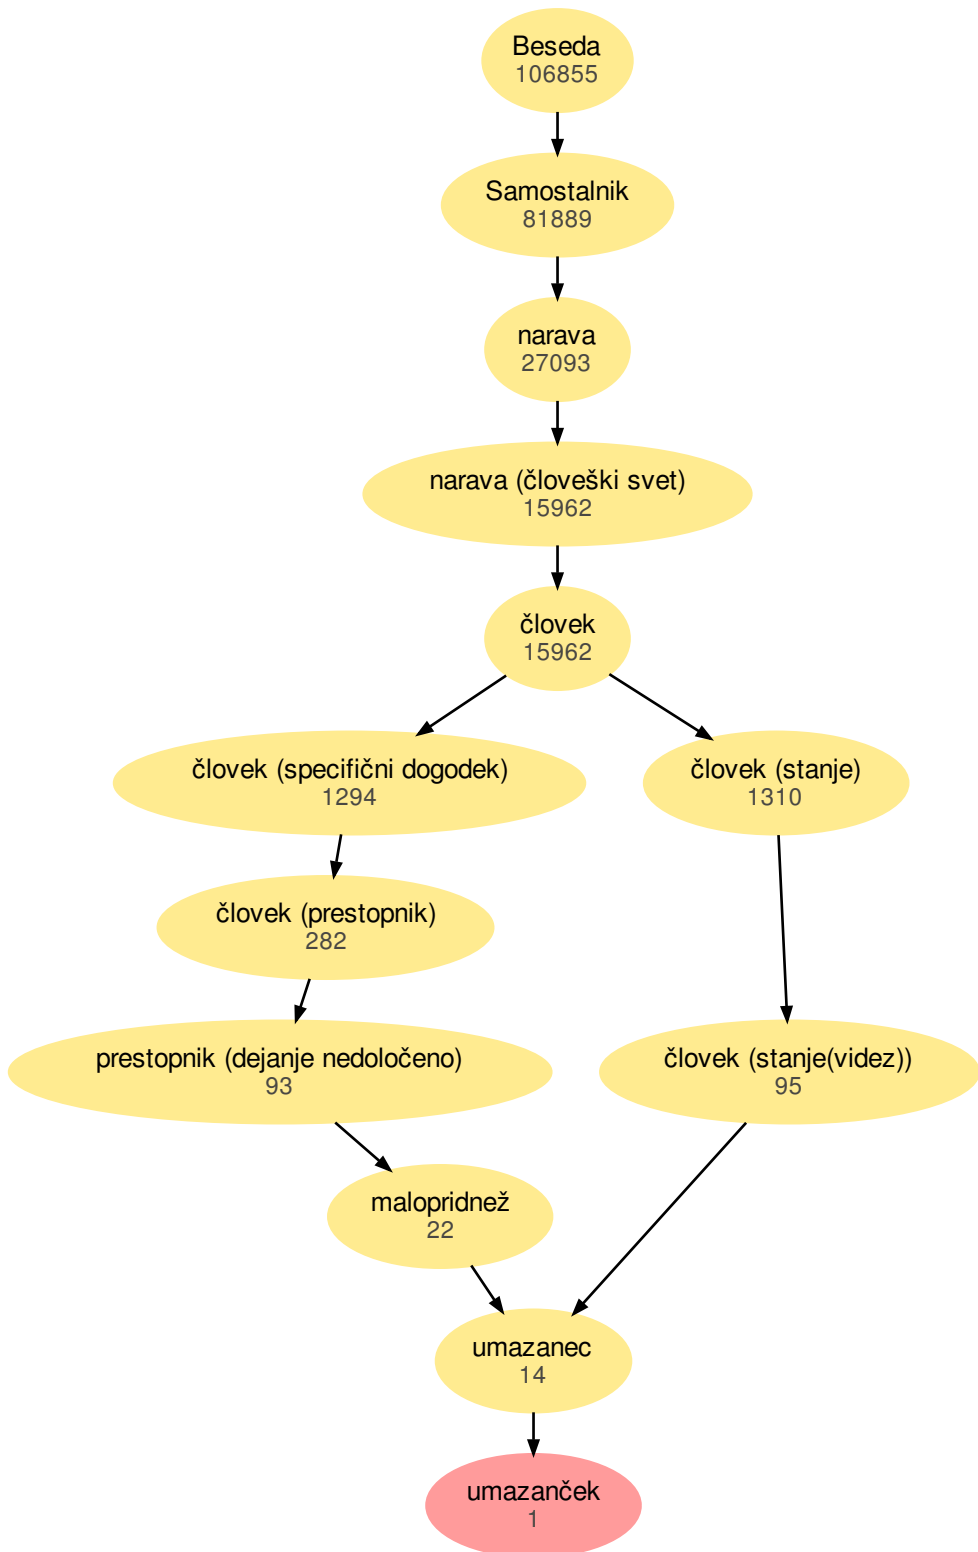 Beseda
106855
Samostalnik
81889
narava
27093
narava (človeški svet)
15962
človek
15962
človek (specifični dogodek)
1294
človek (stanje)
1310
človek (prestopnik)
282
prestopnik (dejanje nedoločeno)
93
človek (stanje(videz))
95
malopridnež
22
umazanec
14
umazanček
1